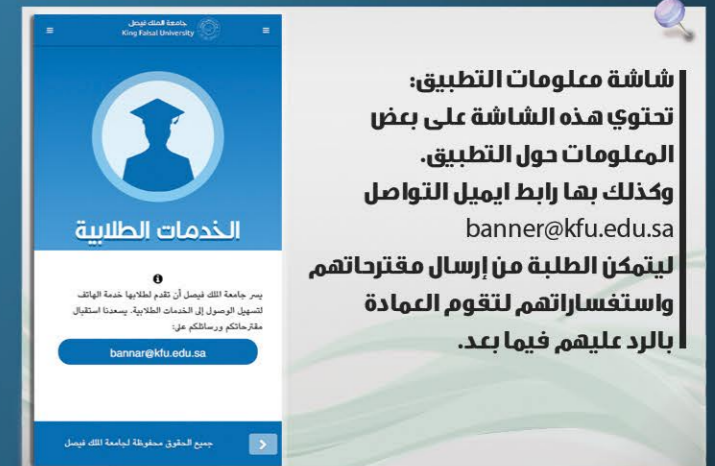 جامعة الملك فيصل
King Faisal University
الخدمات الطلابية
يسر جامعة الملك فيصل أن تقدم لطلابها خدمة الهاتف
لتسهيل الوصول إلى الخدمات الطلابية. يسعدنا استقبال
مقترحاتكم ورسائلكم على:
bannar@kfu.edu.sa
جميع الحقوق محفوظة لجامعة الملك فيصل
شاشة معلومات التطبيق:
تحتوي هذه الشاشة على بعض
المعلومات حول التطبيق.
وكذلك بها رابط ايميل التواصل
banner@kfu.edu.sa
ليتمكن الطلبة من إرسال مقترحاتهم
واستفساراتهم لتقوم العمادة
بالرد عليهم فيما بعد.